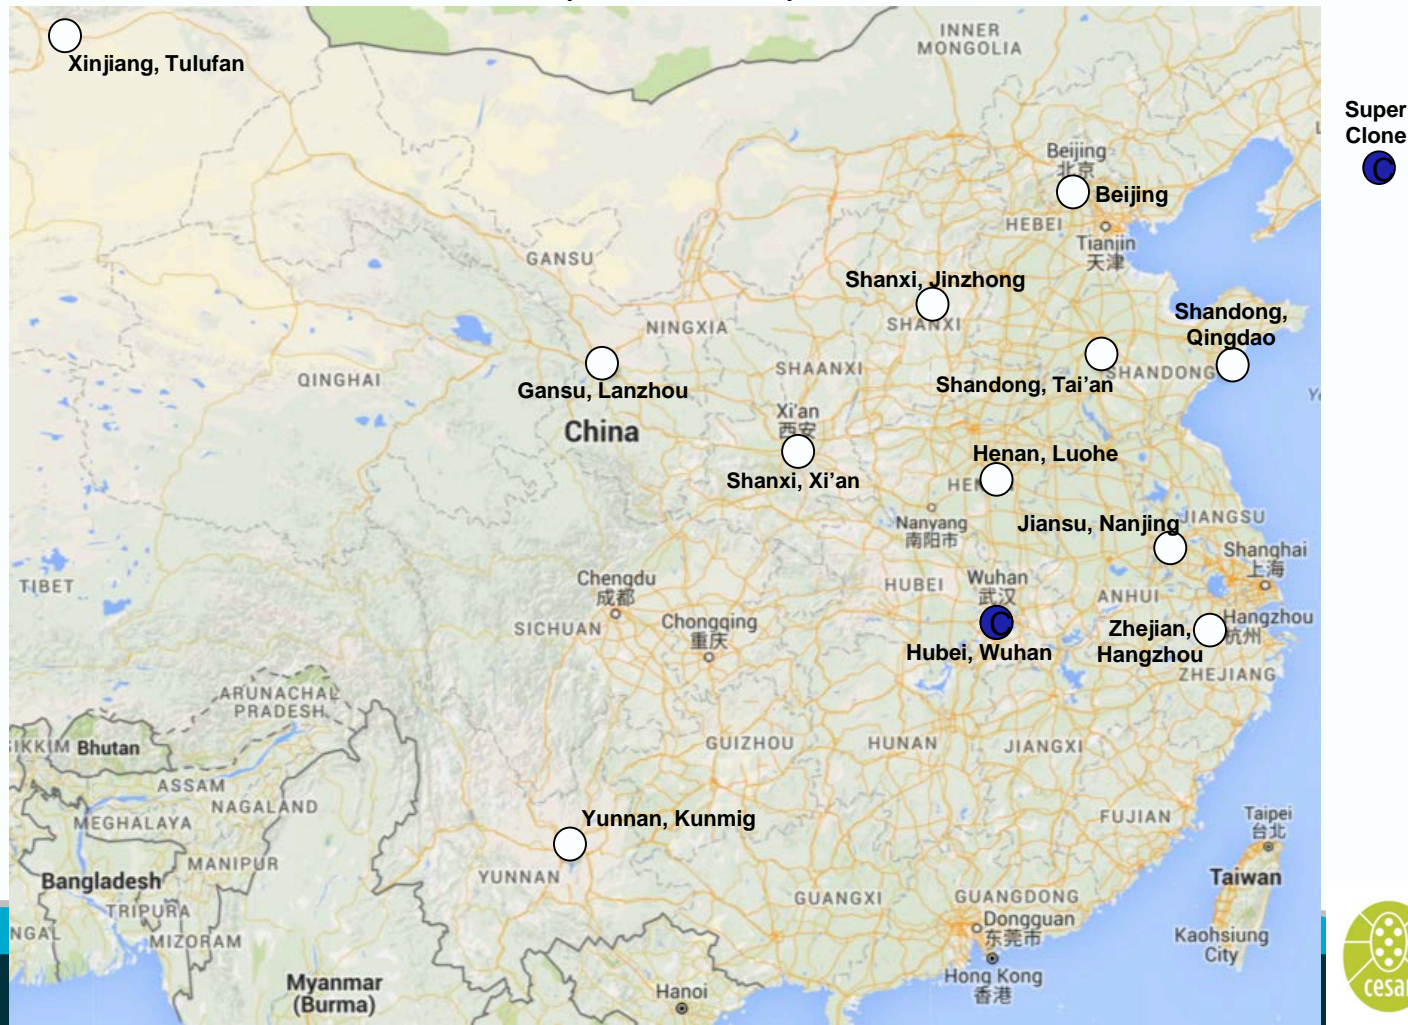 INNER
MONGOLIA
Xinjiang, Tulufan
Super
Clone
C
Beijing
北京
Beijing
HEBEI
Tianjin
天津
GANSU
Shanxi, Jinzhong
SHANXI
Shandong,
Qingdao
NINGXIA
QINGHAI
SHAANXI
SHANDONG
Shandong, Tai’an
Gansu, Lanzhou
China
Xi'an
西安
Shanxi, Xi’an
Henan, Luohe
Nanyang
南阳市
Jiansu, Nanjing
JIANGSU
Shanghai
上海
TIBET
Chengdu
成都
HUBEI
Wuhan
武汉
ANHUI
SICHUAN
Chongqing
重庆
C
Hubei, Wuhan
Zhejian,
Hangzhou
Hangzhou
杭州
ZHEJIANG
ARUNACHAL
PRADESH
SIKKIM
Bhutan
ASSAM
NAGALAND
MEGHALAYA
MANIPUR
Bangladesh
TRIPURA
MIZORAM
GUIZHOU
HUNAN
JIANGXI
Yunnan, Kunmig
YUNNAN
FUJIAN
Taipei
台北
Taiwan
GUANGXI
GUANGDONG
Dongguan
东莞市
Kaohsiung
City
Hong Kong
香港
Myanmar
(Burma)
Hanoi
cesar